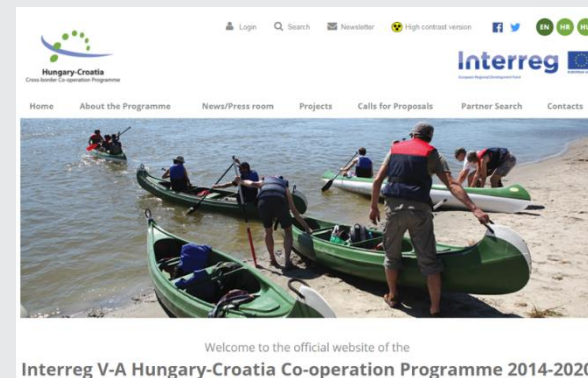 Login Search Newsletter High contrast version EN HR HU
Hungary-Croatia
Cross-border Co-operation Programme
Interreg
European Regional Development Fund
Home About the Programme News/Press room Projects Calls for Proposals Partner Search Contacts
Welcome to the official website of the
Interreg V-A Hungary-Croatia Co-operation Programme 2014-2020